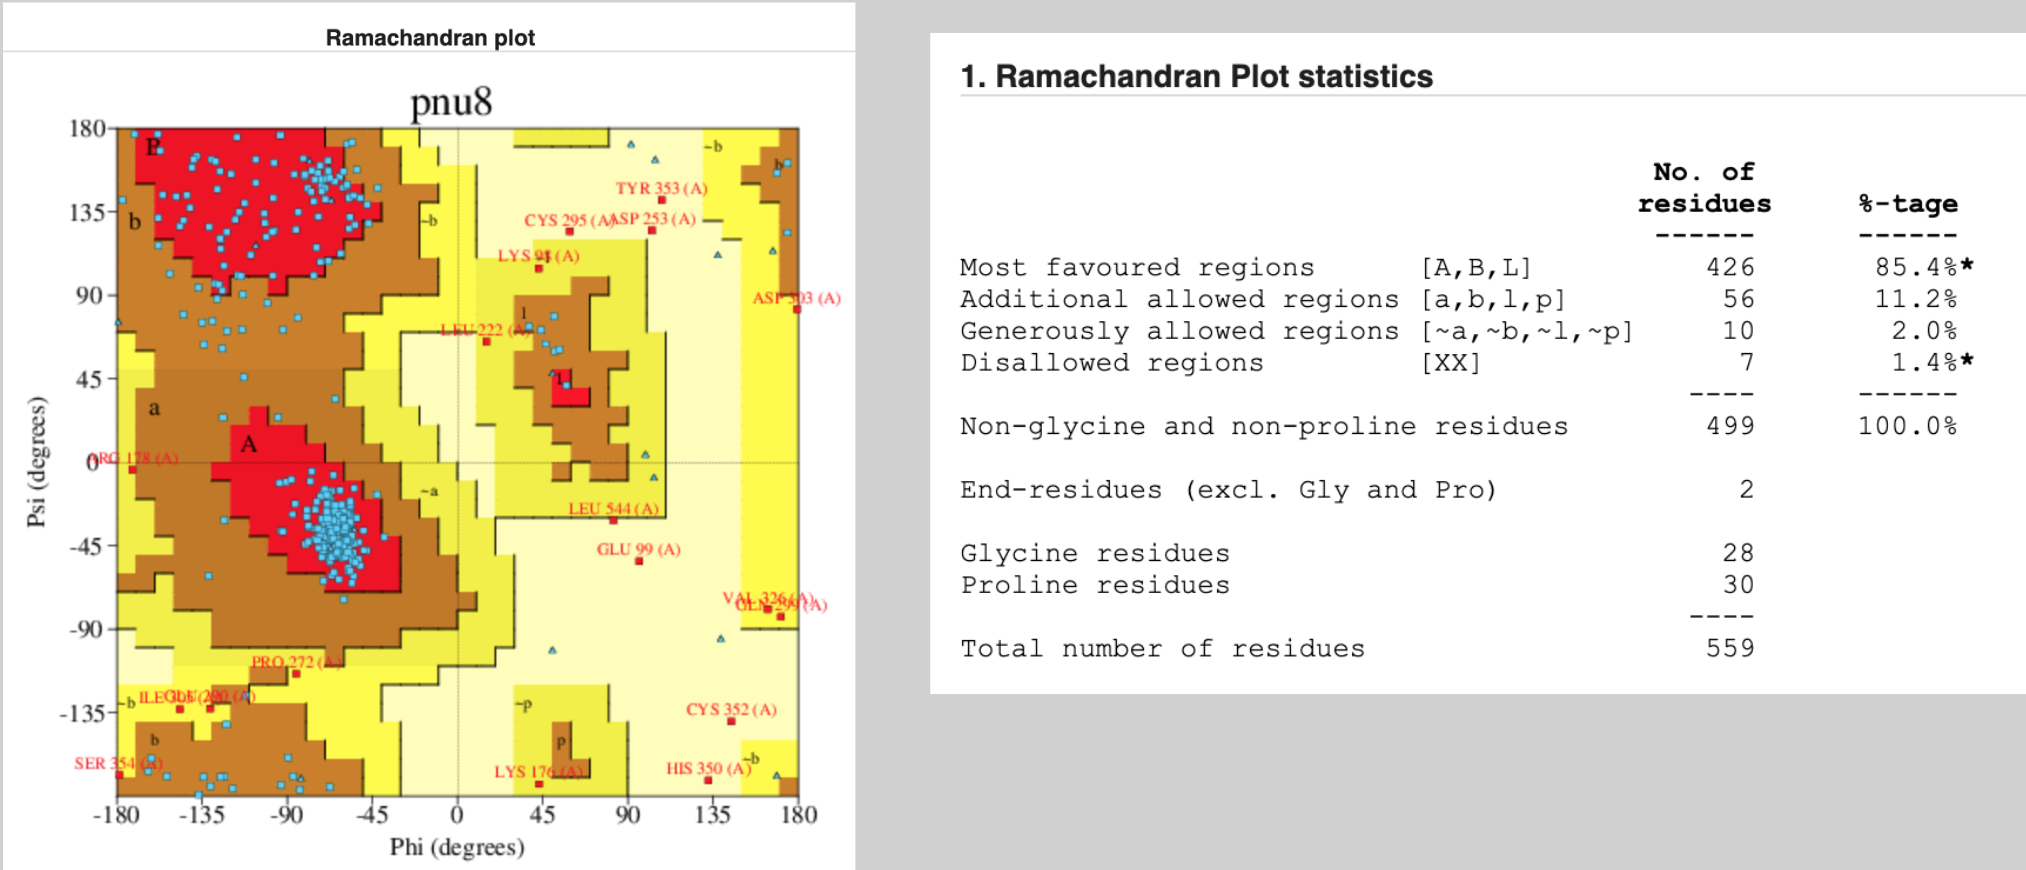 Ramachandran plot
pnu8
180
135
90
45
0
-45
-90
-135
Psi (degrees)
B
b
a
A
~b
~b
b
TYR 353 (A)
CYS 295 (A)
ASP 253 (A)
LYS 98 (A)
~l
ASP 303 (A)
l
LEU 222 (A)
L
ARG 178 (A)
~a
LEU 544 (A)
GLU 99 (A)
VAL 326 (A)
GLN 299 (A)
PRO 272 (A)
~b
GLU 290 (A)
~p
CYS 352 (A)
b
p
~b
SER 354 (A)
LYS 176 (A)
HIS 350 (A)
-180 -135 -90 -45 0 45 90 135 180
Phi (degrees)
1. Ramachandran Plot statistics
No. of
residues %-tage
------ ------
Most favoured regions [A,B,L] 426 85.4%*
Additional allowed regions [a,b,l,p] 56 11.2%
Generously allowed regions [~a,~b,~l,~p] 10 2.0%
Disallowed regions [XX] 7 1.4%*
---- ------
Non-glycine and non-proline residues 499 100.0%
End-residues (excl. Gly and Pro) 2
Glycine residues 28
Proline residues 30
----
Total number of residues 559